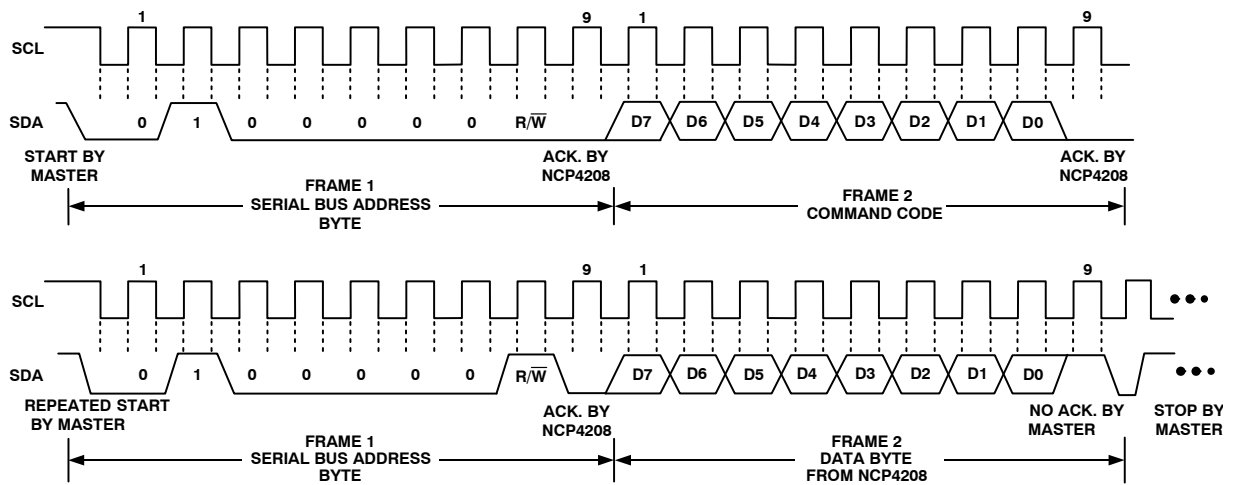 1 9 1 9
SCL
SDA 0 1 0 0 0 0 0 R/W̅ D7 D6 D5 D4 D3 D2 D1 D0
START BY
MASTER
ACK. BY
NCP4208
ACK. BY
NCP4208
FRAME 1
SERIAL BUS ADDRESS
BYTE
FRAME 2
COMMAND CODE
1 9 1 9
SCL
SDA 0 1 0 0 0 0 0 R/W̅ D7 D6 D5 D4 D3 D2 D1 D0
REPEATED START
BY MASTER
ACK. BY
NCP4208
NO ACK. BY
MASTER
STOP BY
MASTER
FRAME 1
SERIAL BUS ADDRESS
BYTE
FRAME 2
DATA BYTE
FROM NCP4208